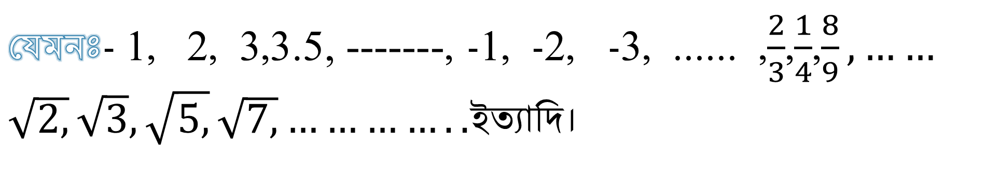 যেমনঃ- 1, 2, 3,3.5, -------, -1, -2, -3, ...... ,2/3,1/4,8/9, ... ...
√2, √3, √5, √7, ... ... ... ... . .ইত্যাদি।